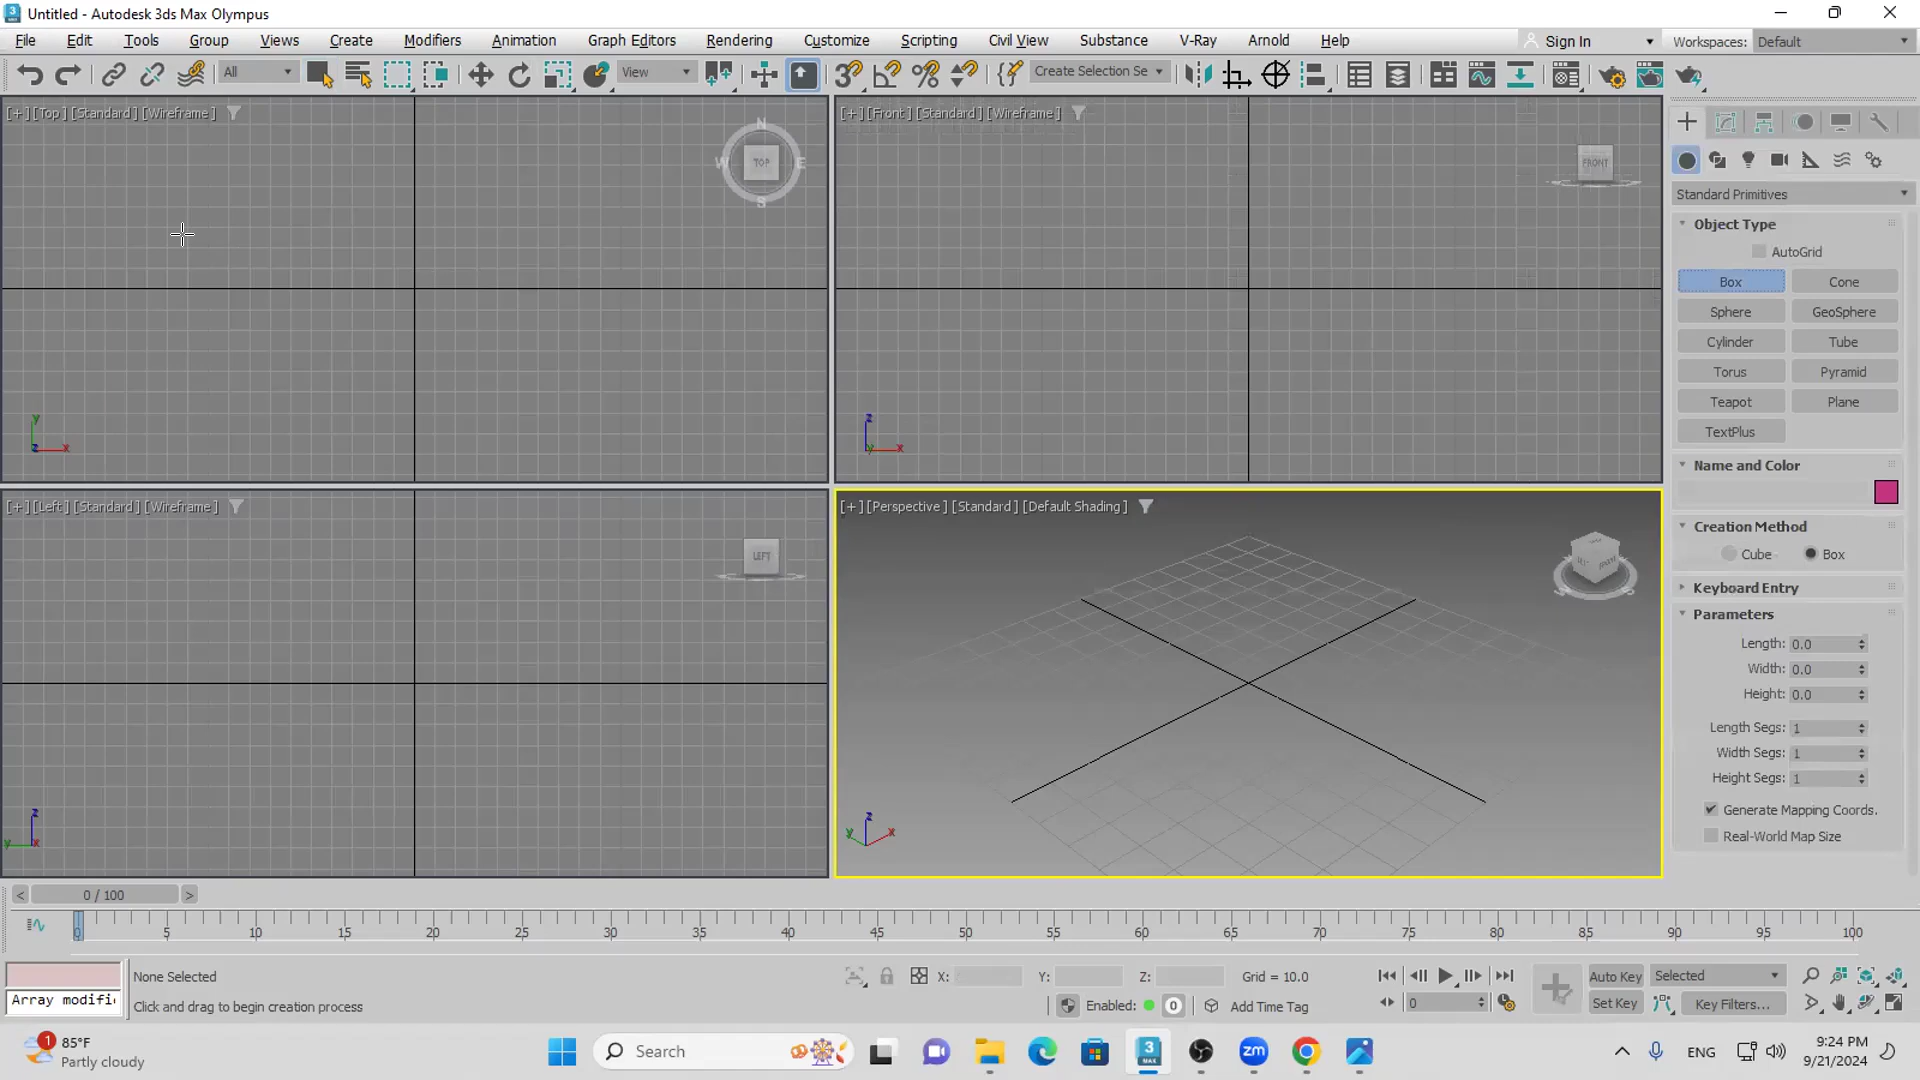 Untitled - Autodesk 3ds Max Olympus
File Edit Tools Group Views Create Modifiers Animation Graph Editors Rendering Customize Scripting Civil View Substance V-Ray Arnold Help Sign In Workspaces: Default
All View Create Selection Se
[+] [Top] [Standard] [Wireframe]
[+] [Front] [Standard] [Wireframe]
N
W TOP E
S
FRONT
y
z x
z
y x
[+] [Left] [Standard] [Wireframe]
[+] [Perspective] [Standard] [Default Shading]
LEFT
z
y x
z
y x
Standard Primitives
Object Type
AutoGrid
Box Cone
Sphere GeoSphere
Cylinder Tube
Torus Pyramid
Teapot Plane
TextPlus
Name and Color
Creation Method
Cube Box
Keyboard Entry
Parameters
Length: 0.0
Width: 0.0
Height: 0.0
Length Segs: 1
Width Segs: 1
Height Segs: 1
Generate Mapping Coords.
Real-World Map Size
< 0 / 100 >
0 5 10 15 20 25 30 35 40 45 50 55 60 65 70 75 80 85 90 95 100
None Selected X: Y: Z: Grid = 10.0 Auto Key Selected
Array modifi Click and drag to begin creation process Enabled: 0 Add Time Tag 0 Set Key Key Filters...
1 85°F
Partly cloudy
Search
3
MAX
zm
ENG
9:24 PM
9/21/2024